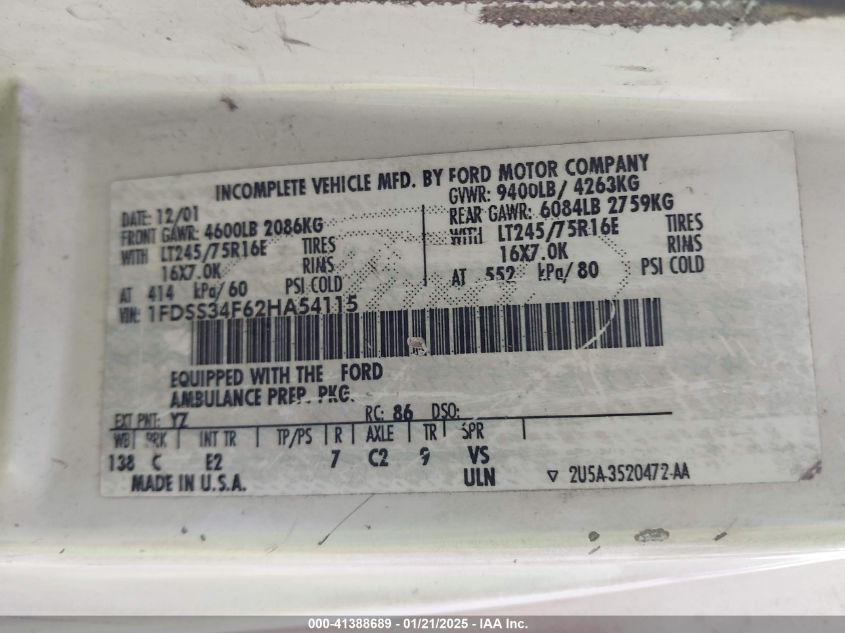 INCOMPLETE VEHICLE MFD. BY FORD MOTOR COMPANY
DATE: 12/01
GVWR: 9400LB/ 4263KG
FRONT GAWR: 4600LB 2086KG
REAR GAWR: 6084LB 2759KG
WITH LT245/75R16E TIRES
WITH LT245/75R16E TIRES
16X7.0K RIMS
16X7.0K RIMS
AT 414 kPa/60 PSI COLD
AT 552 kPa/80 PSI COLD
VIN: 1FDSS34F62HA54115
EQUIPPED WITH THE FORD
AMBULANCE PREP. PKG.
EXT PNT: YZ RC: 86 DSO:
WB BRK INT TR TP/PS R AXLE TR SPR
138 C E2 7 C2 9 VS
MADE IN U.S.A. ULN ▽ 2U5A-3520472-AA
000-41388689 - 01/21/2025 - IAA Inc.